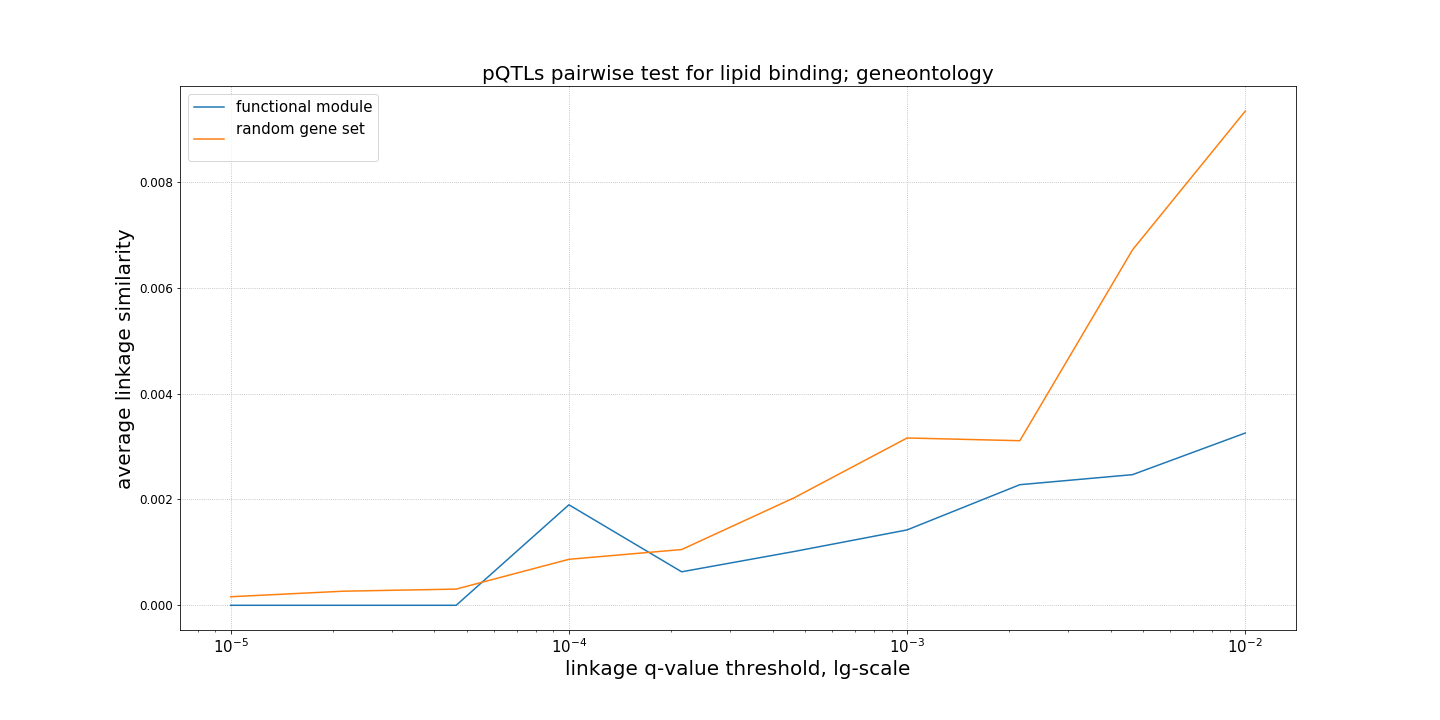 pQTLs pairwise test for lipid binding; geneontology
functional module
random gene set
0.008
0.006
0.004
0.002
0.000
average linkage similarity
10⁻⁵
10⁻⁴
10⁻³
10⁻²
linkage q-value threshold, lg-scale